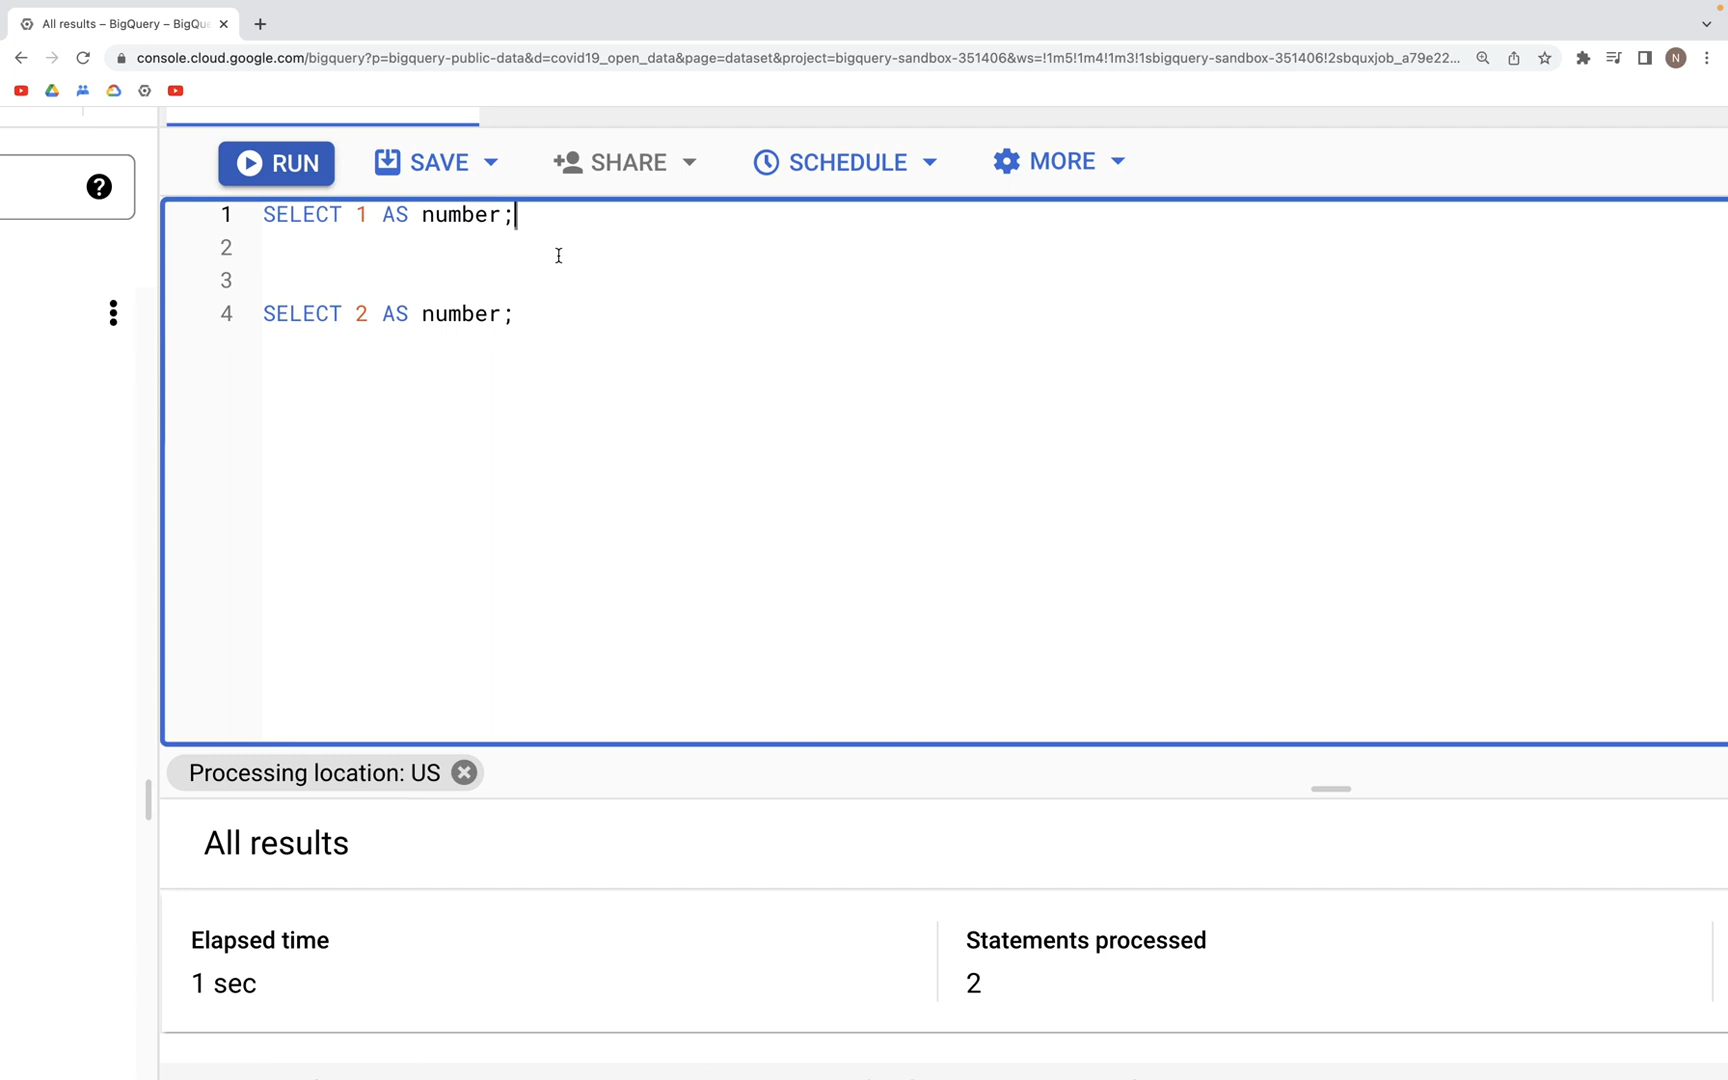 All results – BigQuery – BigQu
console.cloud.google.com/bigquery?p=bigquery-public-data&d=covid19_open_data&page=dataset&project=bigquery-sandbox-351406&ws=!1m5!1m4!1m3!1sbigquery-sandbox-351406!2sbquxjob_a79e22...
N
RUN SAVE SHARE SCHEDULE MORE
?
1 SELECT 1 AS number;
2
3
4 SELECT 2 AS number;
Processing location: US
All results
Elapsed time Statements processed
1 sec 2